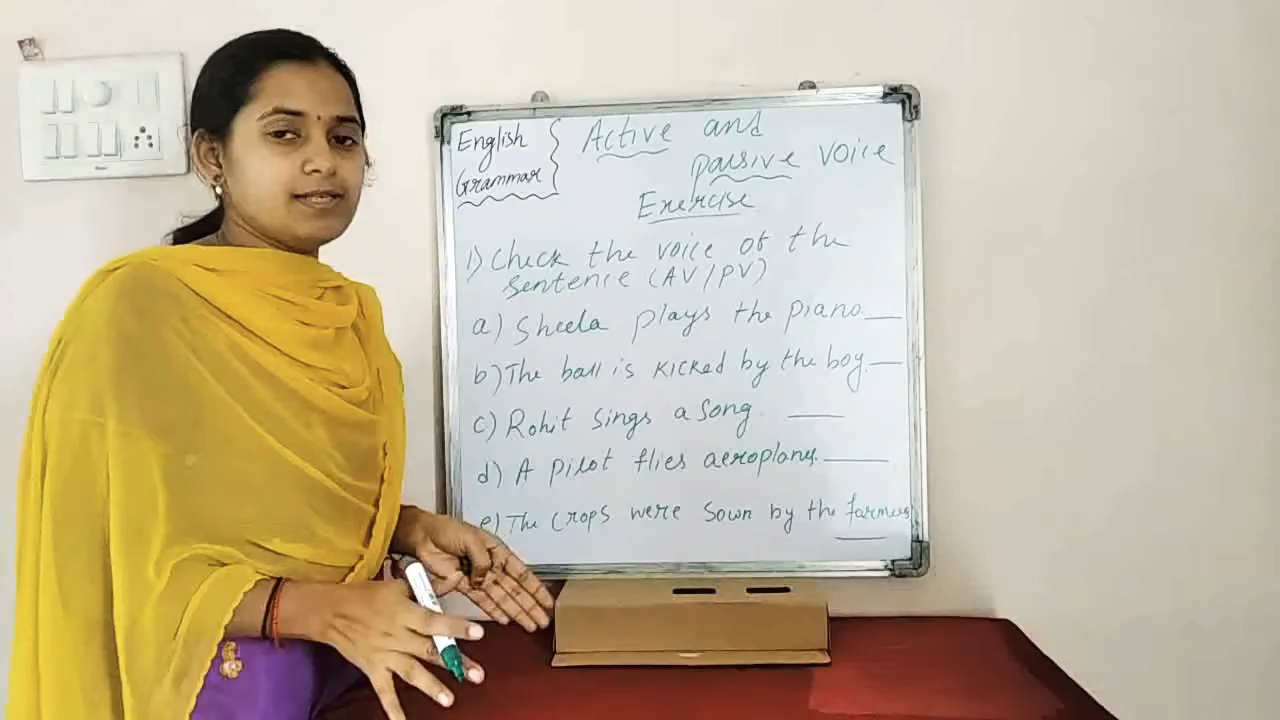 English
Grammar
Active and
passive voice
Exercise
1) Check the voice of the
sentence (AV/PV)
a) Sheela plays the piano.
b) The ball is kicked by the boy.
c) Rohit sings a song.
d) A pilot flies aeroplane.
e) The crops were sown by the farmers